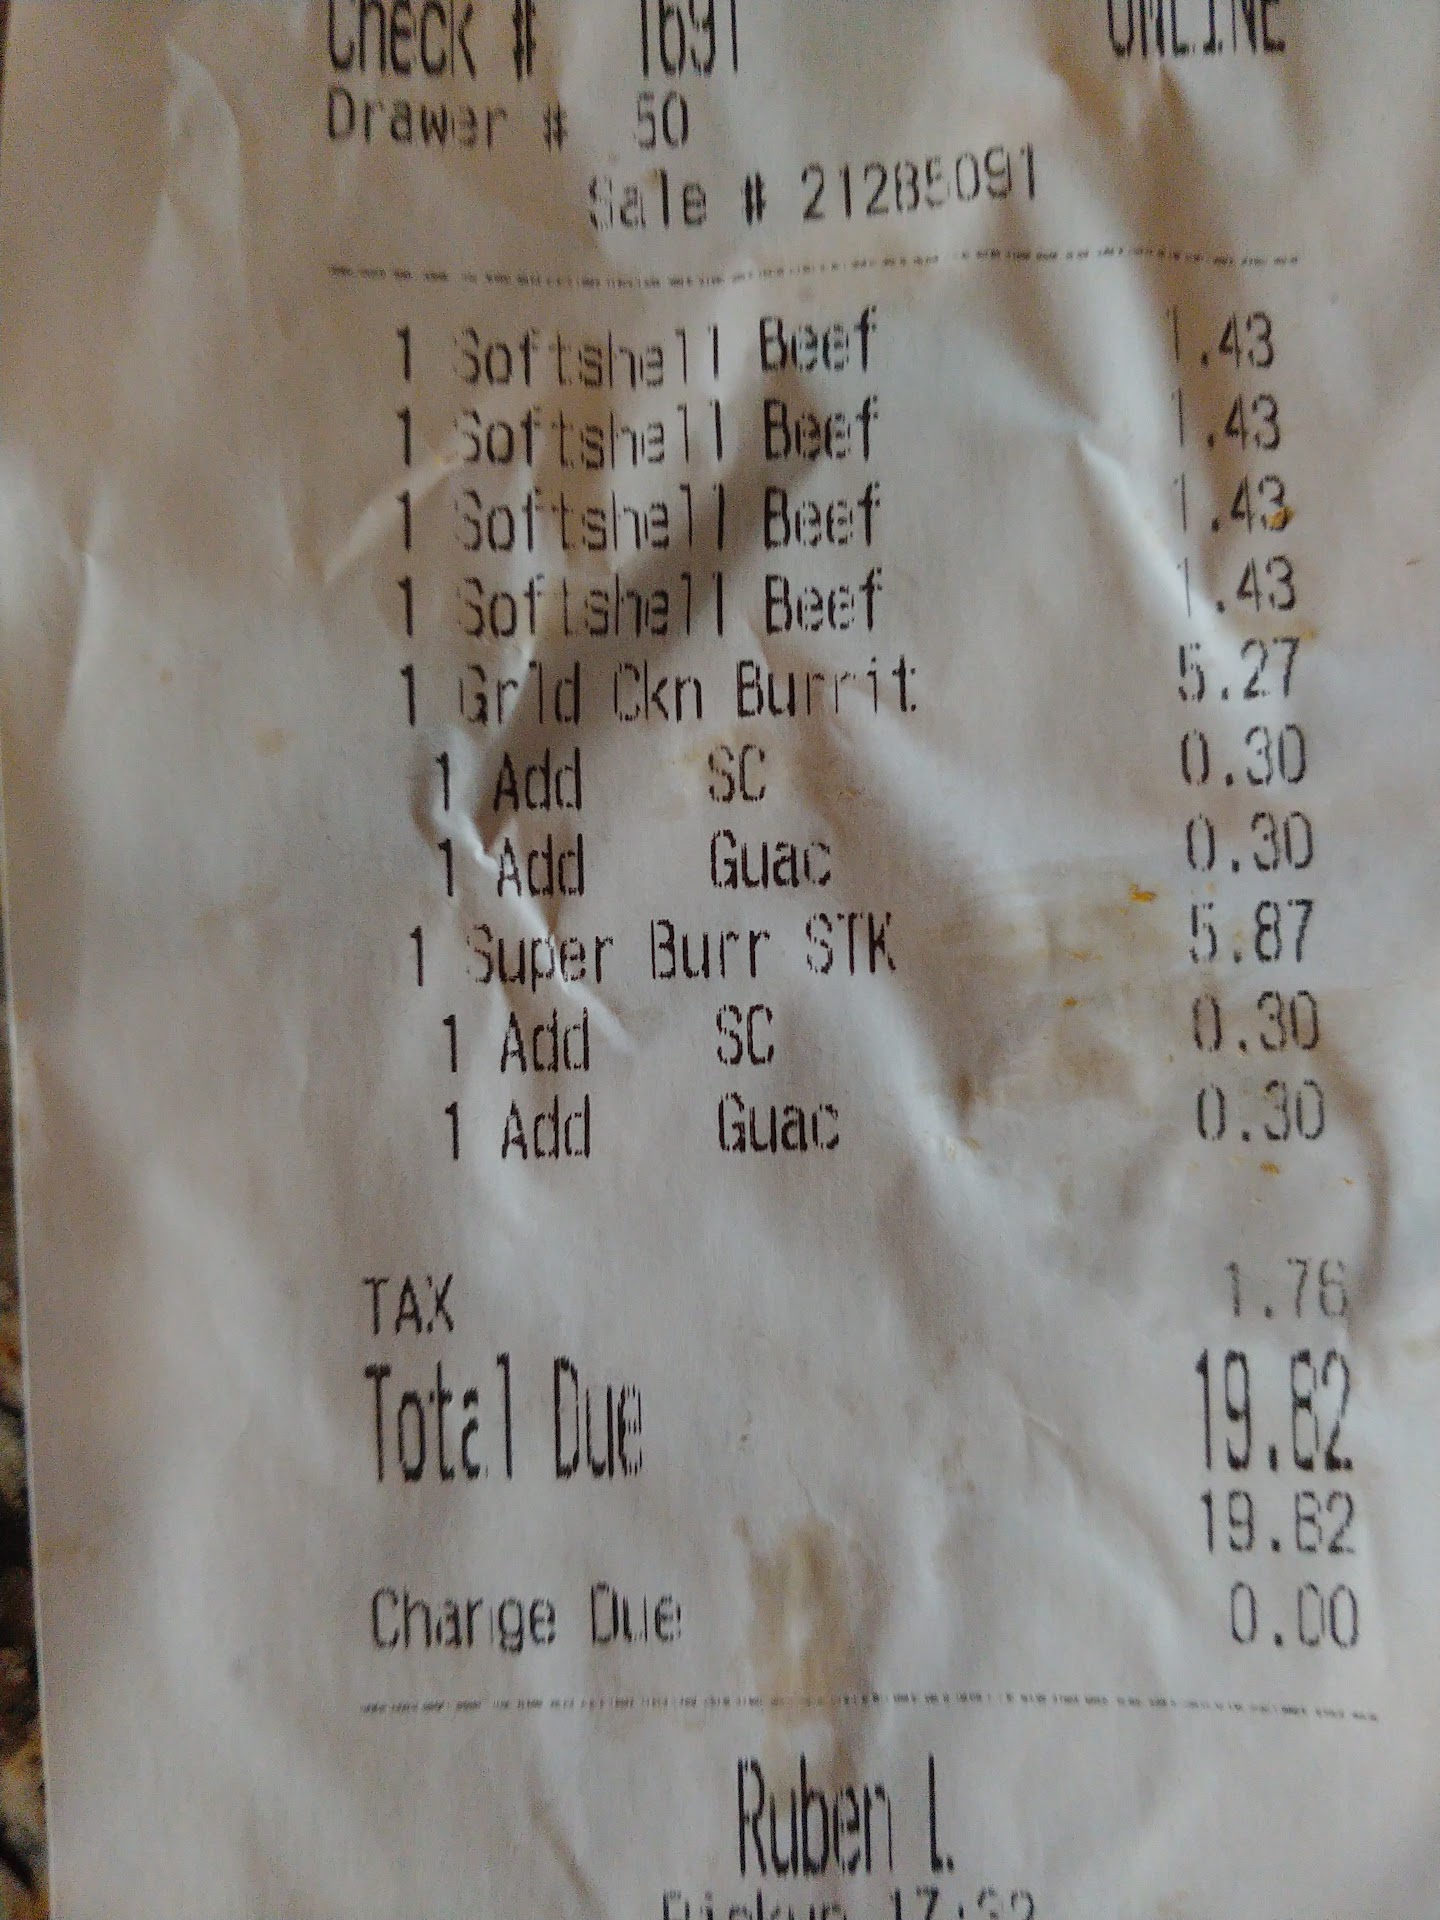 Check # 1691 ONLINE
Drawer # 50
Sale # 21285091
1 Softshell Beef 1.43
1 Softshell Beef 1.43
1 Softshell Beef 1.43
1 Softshell Beef 1.43
1 Grld Ckn Burrit 5.27
1 Add SC 0.30
1 Add Guac 0.30
1 Super Burr STK 5.87
1 Add SC 0.30
1 Add Guac 0.30
TAX 1.76
Total Due 19.82
19.82
Change Due 0.00
Ruben L.
Pickup